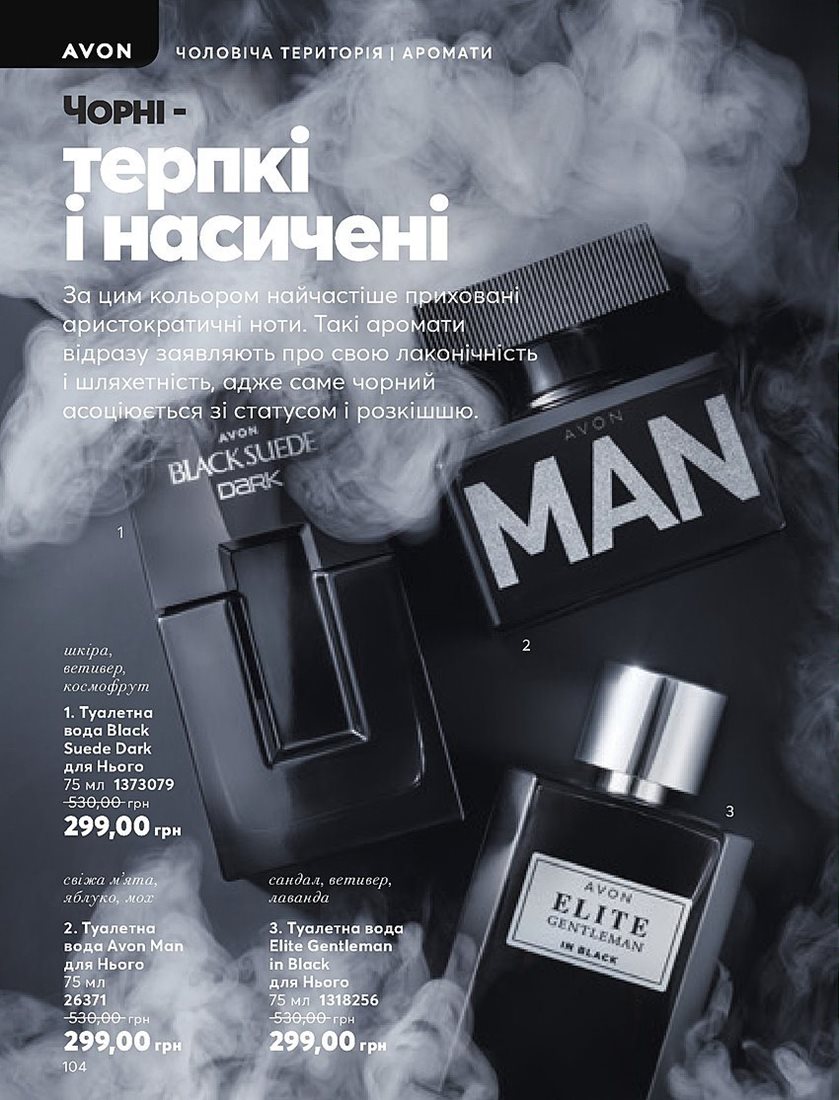 AVON
ЧОЛОВІЧА ТЕРИТОРІЯ | АРОМАТИ
Чорні -
терпкі
і насичені
За цим кольором найчастіше приховані
аристократичні ноти. Такі аромати
відразу заявляють про свою лаконічність
і шляхетність, адже саме чорний
асоціюється зі статусом і розкішшю.
AVON
BLACK SUEDE
DARK
1
AVON
MAN
2
шкіра,
ветивер,
космофрут
1. Туалетна
вода Black
Suede Dark
для Нього
75 мл 1373079
530,00 грн
299,00 грн
3
AVON
ELITE
GENTLEMAN
IN BLACK
свіжа м'ята,
яблуко, мох
2. Туалетна
вода Avon Man
для Нього
75 мл
26371
530,00 грн
299,00 грн
сандал, ветивер,
лаванда
3. Туалетна вода
Elite Gentleman
in Black
для Нього
75 мл 1318256
530,00 грн
299,00 грн
104